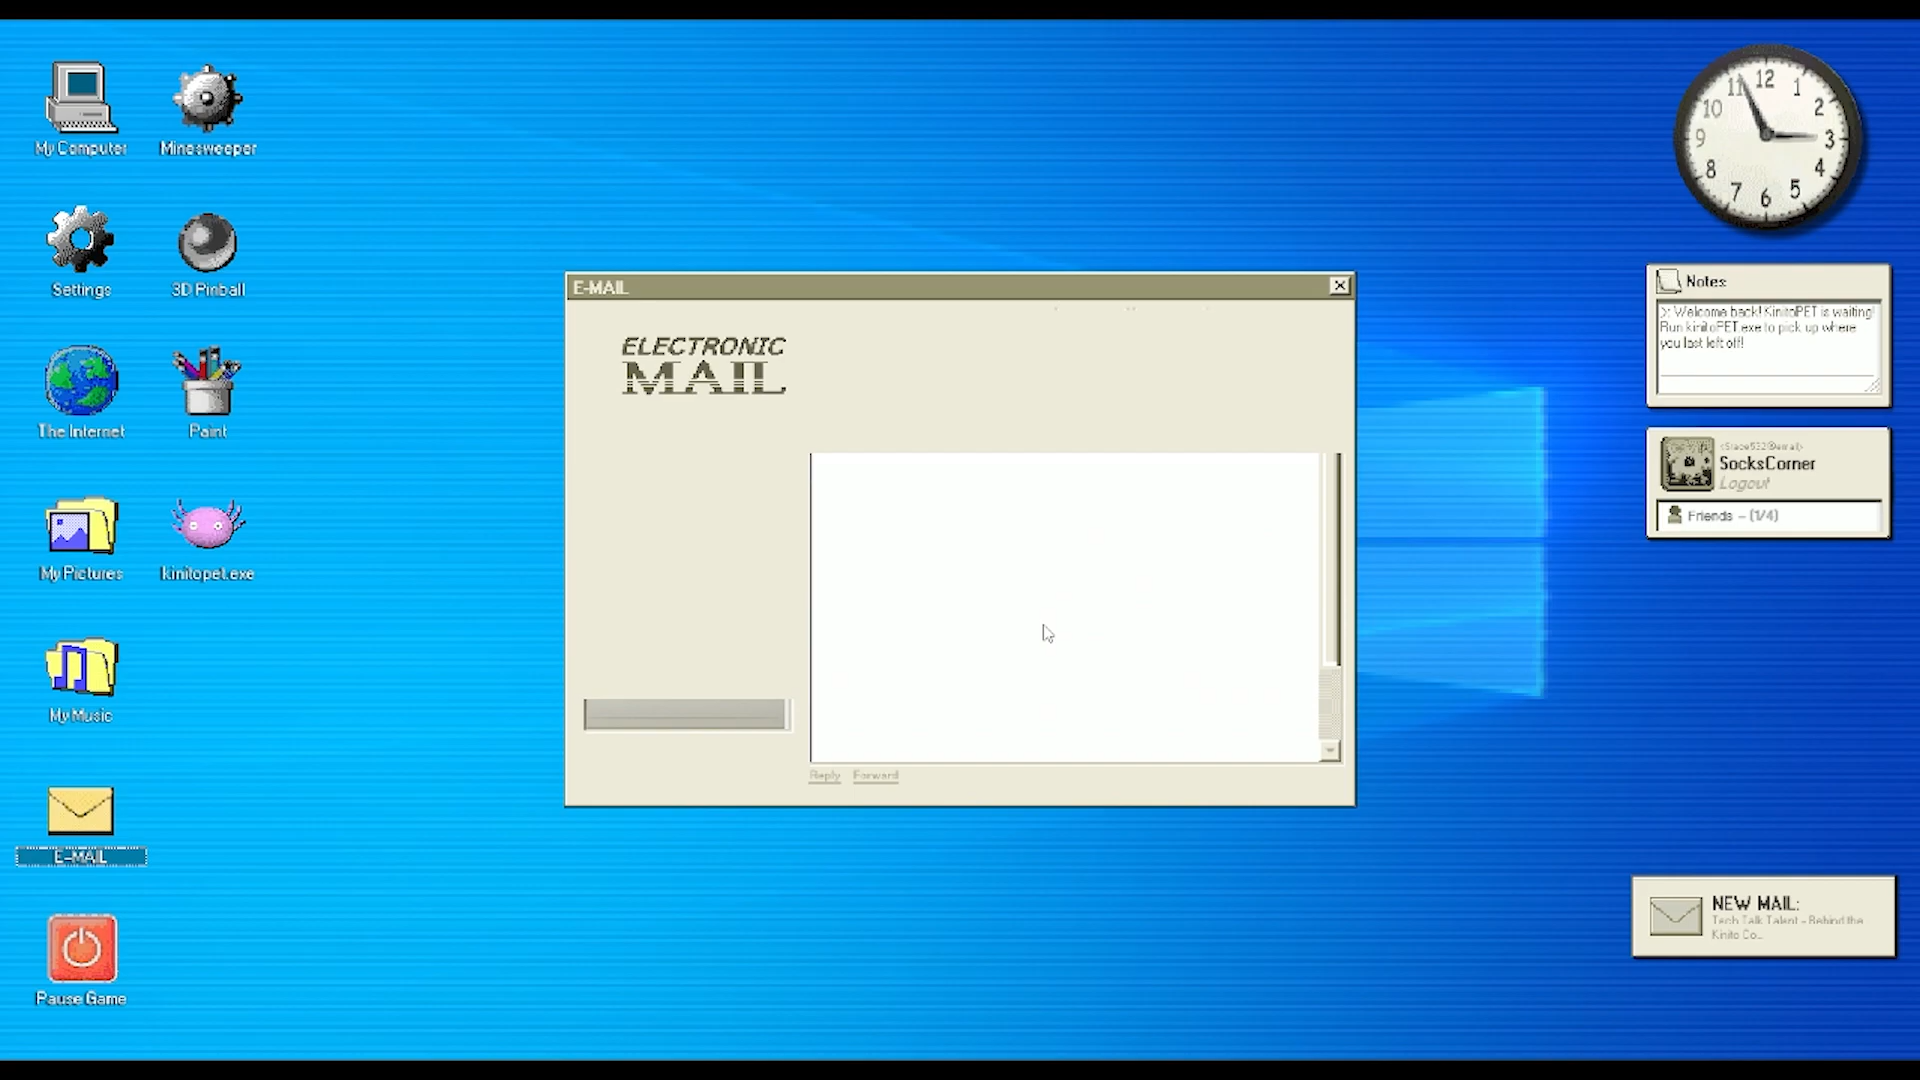 My Computer
Minesweeper
Settings
3D Pinball
The Internet
Paint
My Pictures
kinitopet.exe
My Music
E-MAIL
Pause Game
E-MAIL
ELECTRONIC
MAIL
Reply Forward
12
1
2
3
4
5
6
7
8
9
10
11
Notes
>: Welcome back! KinitoPET is waiting!
Run kinitoPET.exe to pick up where
you last left off!
SocksCorner
Logout
Friends - (1/4)
NEW MAIL:
Tech Talk Talent - Behind the
Kinito Co...